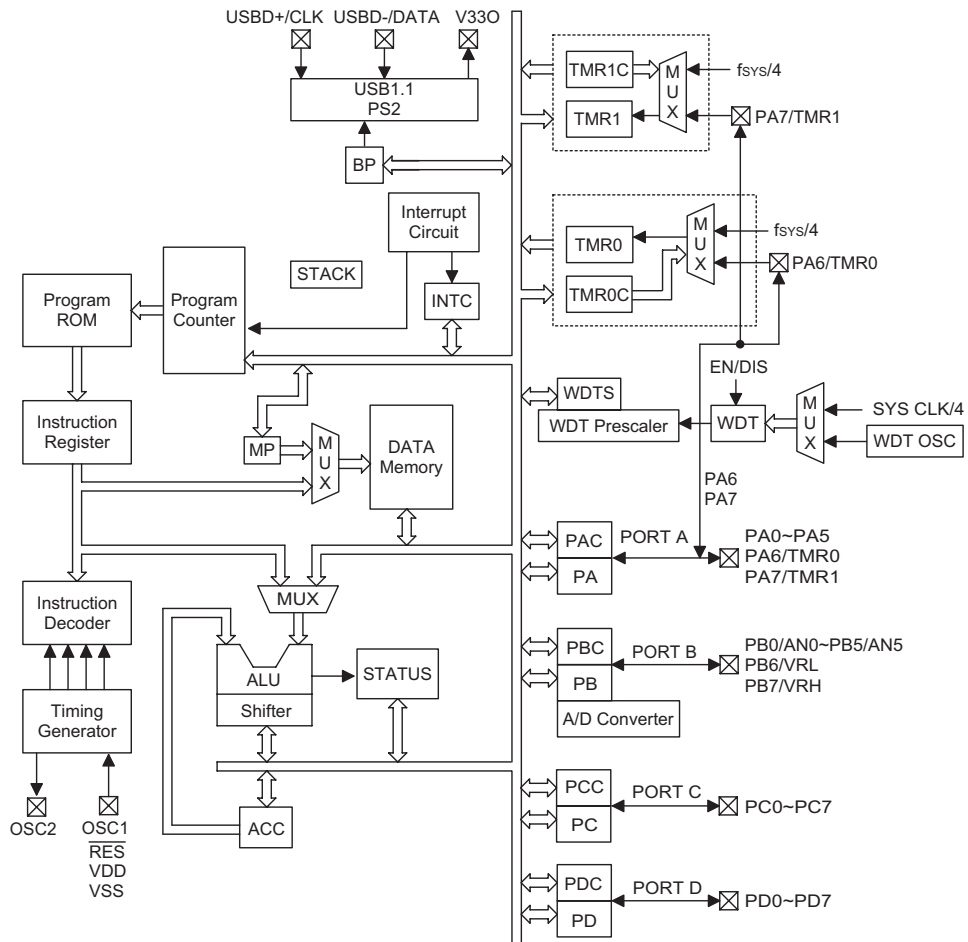 USBD+/CLK USBD-/DATA V33O
USB1.1
PS2
BP
TMR1C
TMR1
MUX
fSYS/4
PA7/TMR1
Interrupt
Circuit
STACK
INTC
Program
ROM
Program
Counter
TMR0
TMR0C
MUX
fSYS/4
PA6/TMR0
EN/DIS
WDTS
WDT Prescaler
WDT
MUX
SYS CLK/4
WDT OSC
Instruction
Register
MP
MUX
DATA
Memory
PA6
PA7
PAC
PA
PORT A
PA0~PA5
PA6/TMR0
PA7/TMR1
Instruction
Decoder
MUX
ALU
Shifter
STATUS
PBC
PB
PORT B
PB0/AN0~PB5/AN5
PB6/VRL
PB7/VRH
A/D Converter
Timing
Generator
OSC2
OSC1
RES
VDD
VSS
ACC
PCC
PC
PORT C
PC0~PC7
PDC
PD
PORT D
PD0~PD7